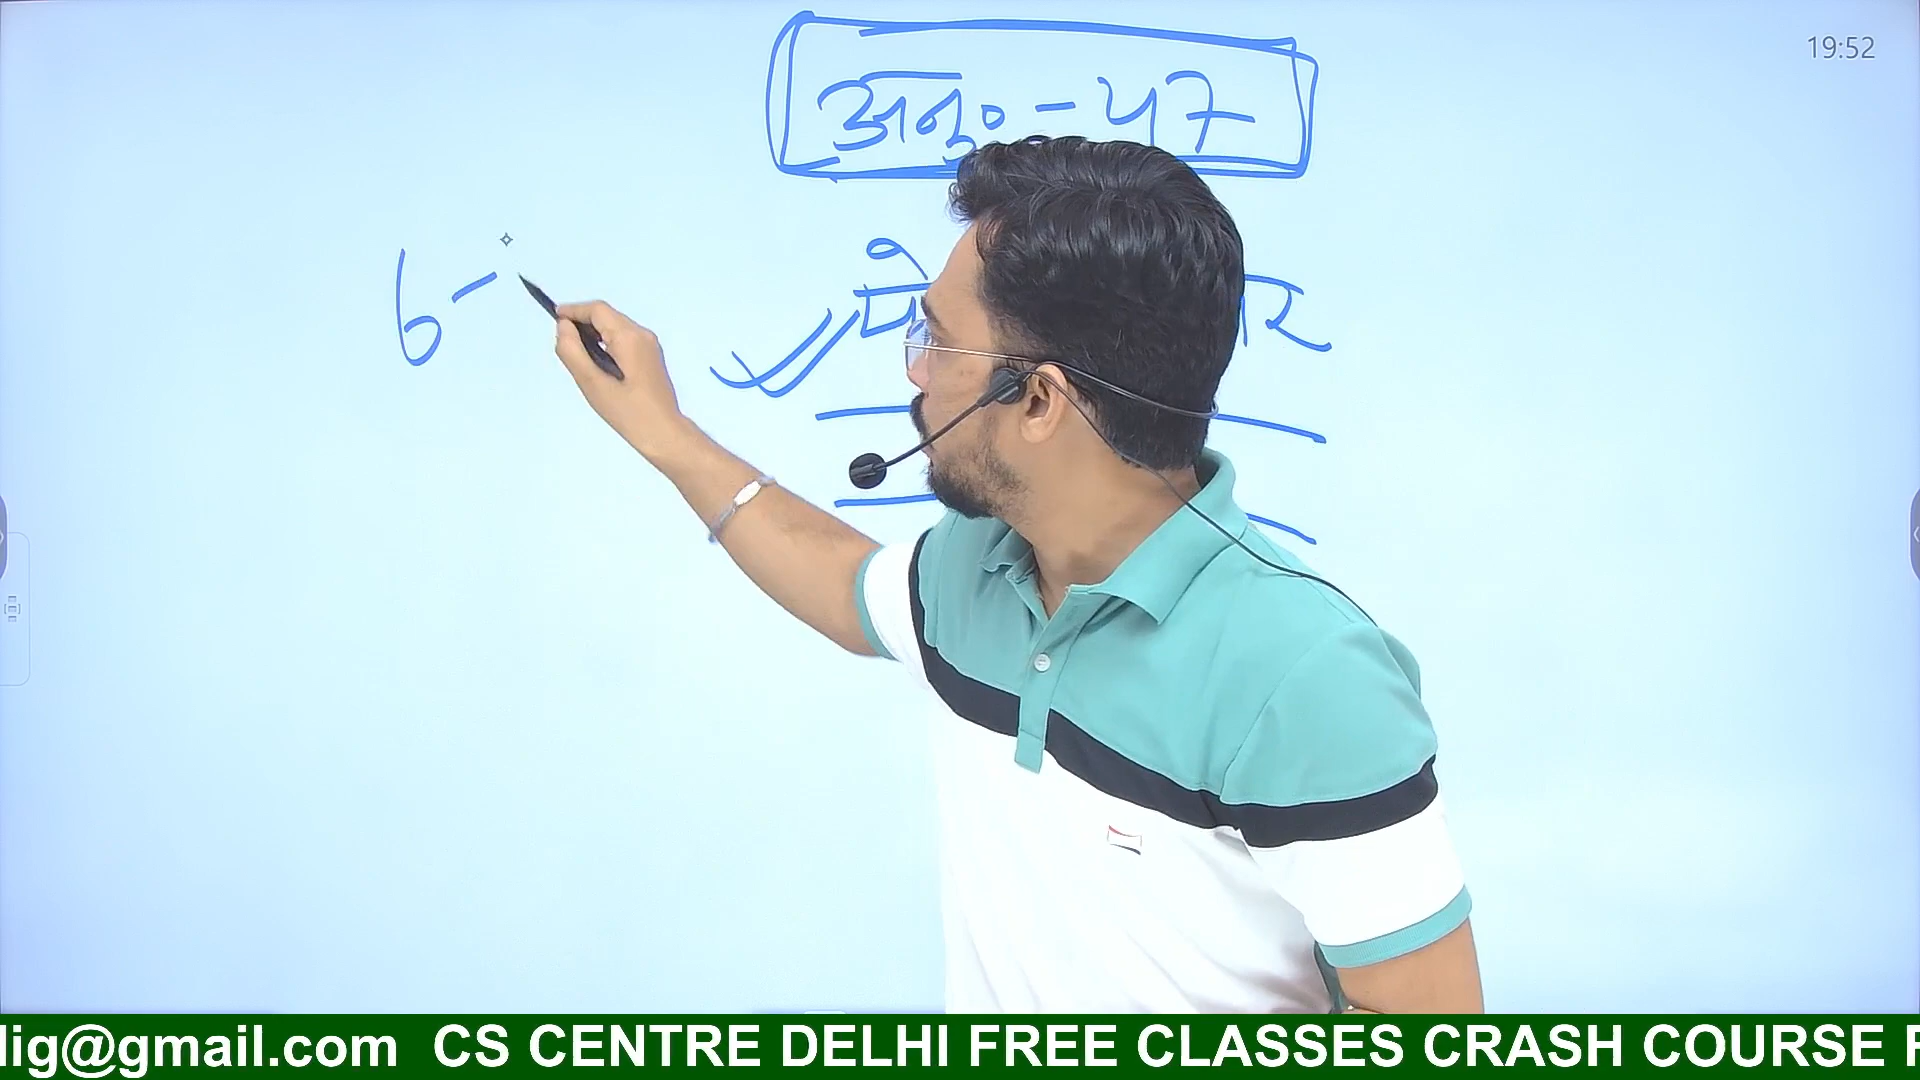 19:52
अनु० - 47
6 -
lig@gmail.com CS CENTRE DELHI FREE CLASSES CRASH COURSE F